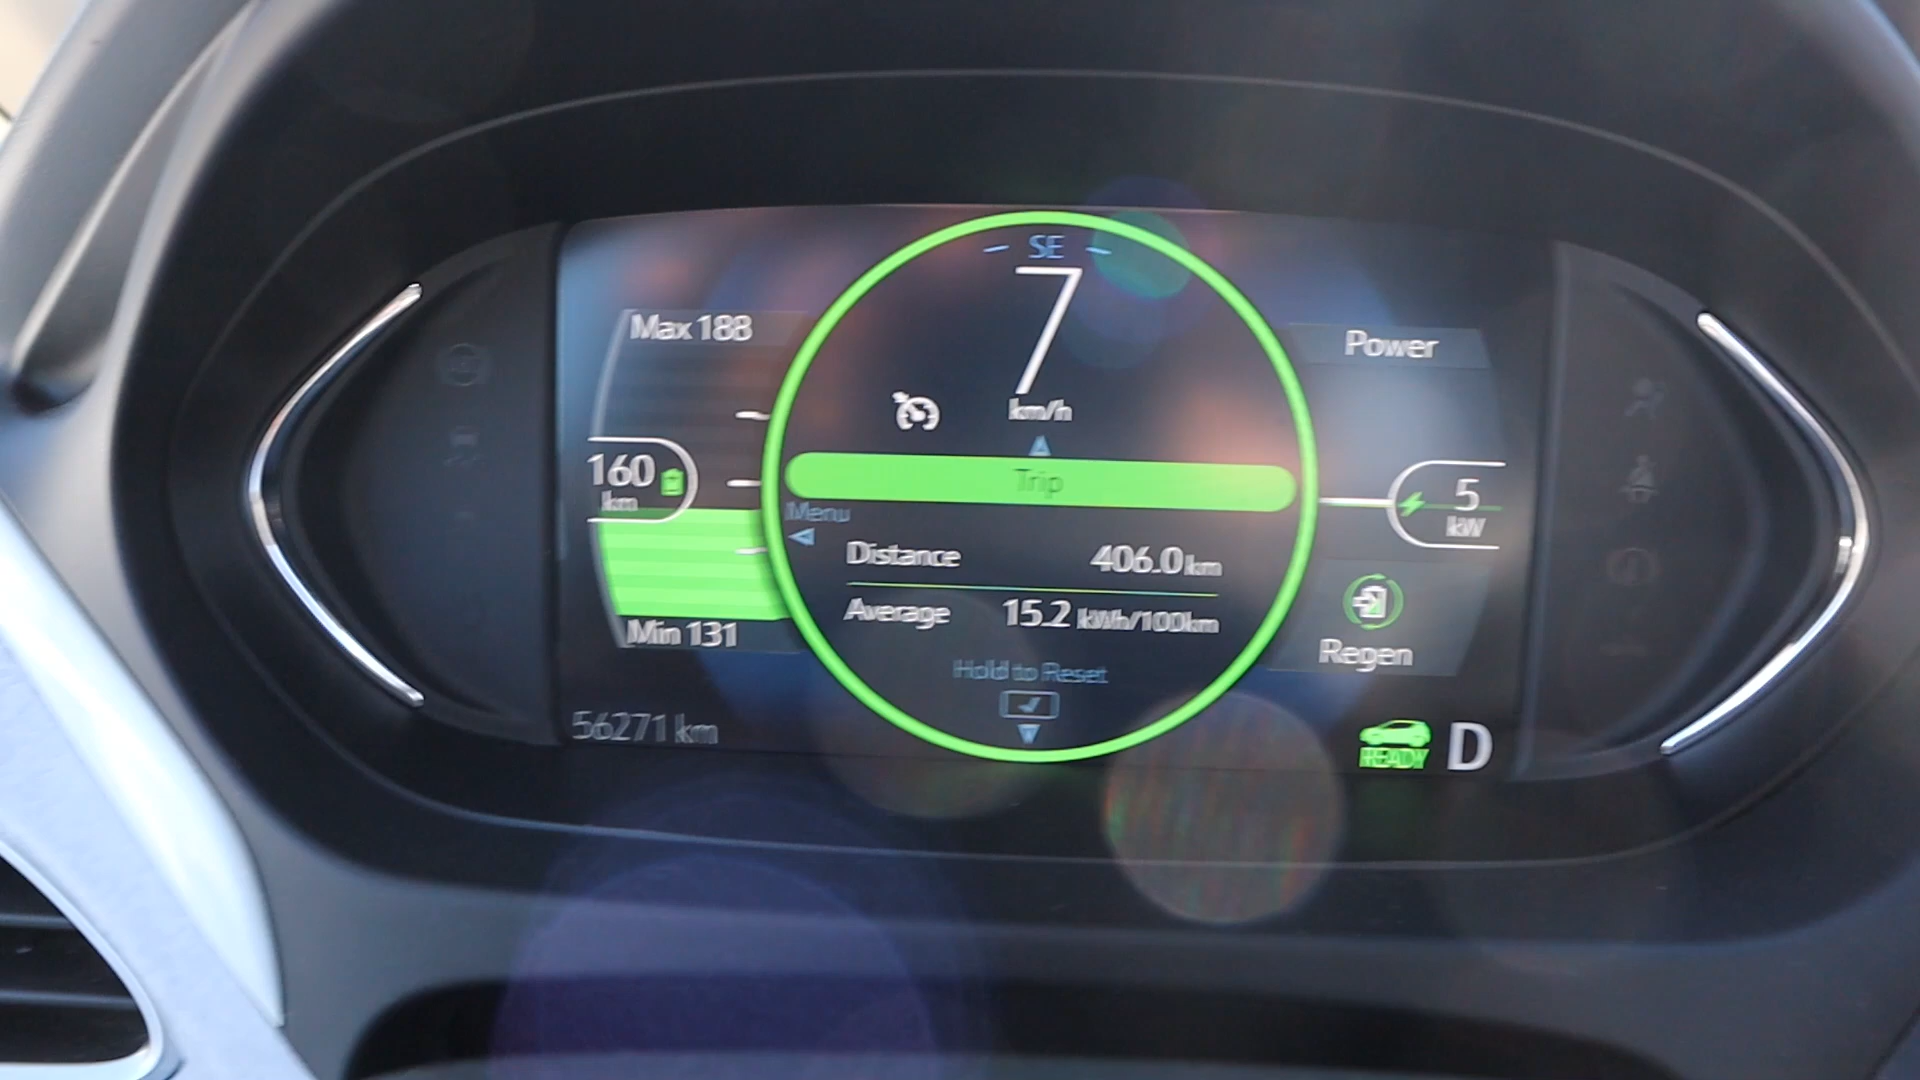 SE
7
km/h
Max 188
Power
160
km
Trip
5
kW
Menu
Distance 406.0 km
Average 15.2 kWh/100km
Min 131
Regen
Hold to Reset
56271 km
READY D